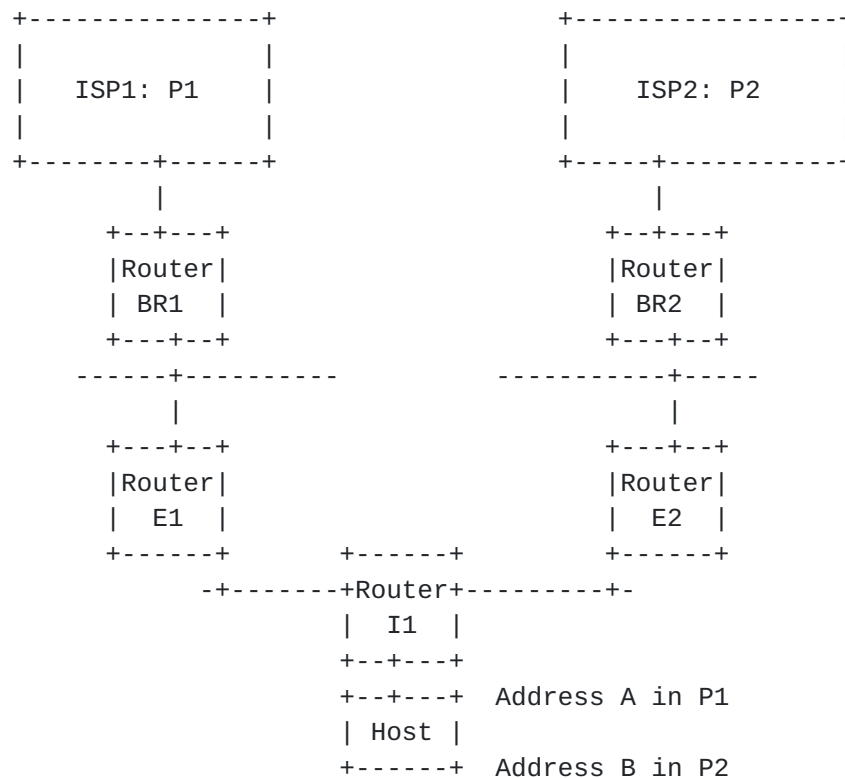 ISP1: P1 ISP2: P2
Router Router
BR1 BR2
Router Router
E1 E2
Router
I1
Address A in P1
Host
Address B in P2